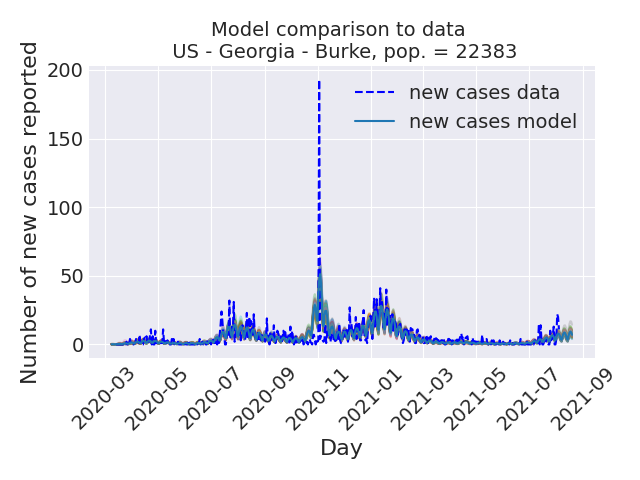 Model comparison to data
US - Georgia - Burke, pop. = 22383
Number of new cases reported
200
150
100
50
0
new cases data
new cases model
2020-03
2020-05
2020-07
2020-09
2020-11
2021-01
2021-03
2021-05
2021-07
2021-09
Day